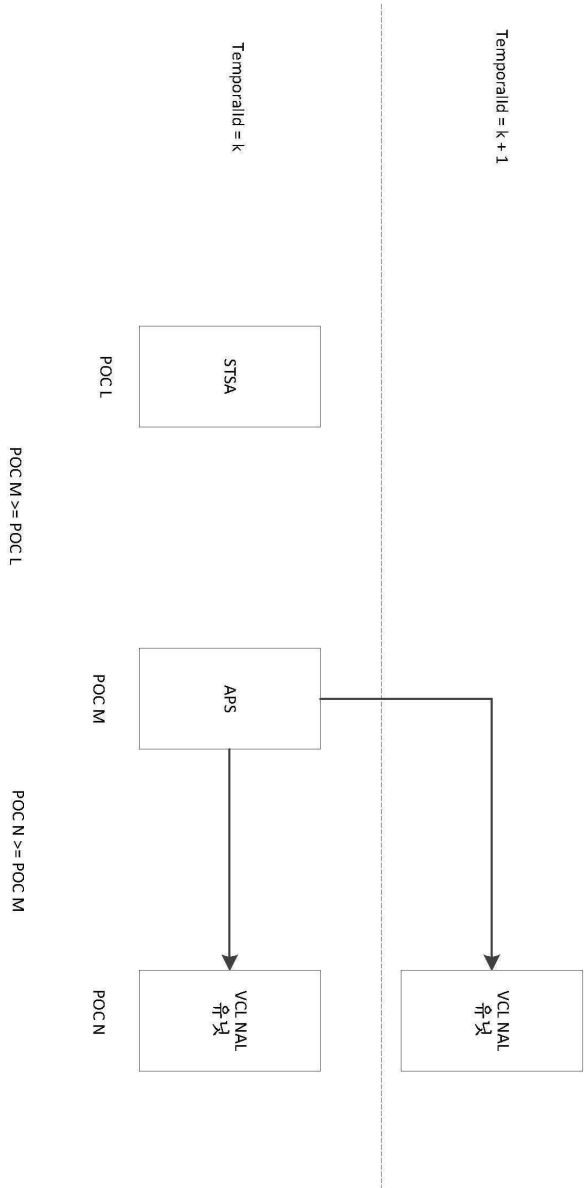 TemporalId = k + 1
VCL NAL
유닛
TemporalId = k
STSA
APS
VCL NAL
유닛
POC L
POC M
POC N
POC M >= POC L
POC N >= POC M